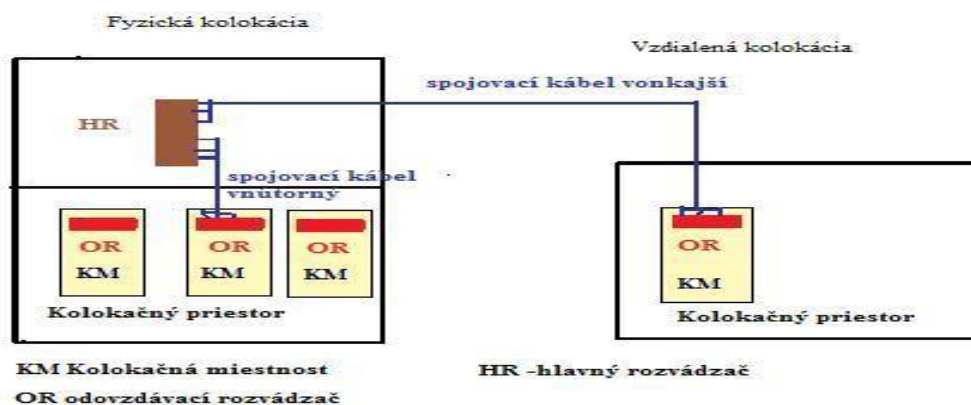 Fyzická kolokácia
Vzdialená kolokácia
spojovací kábel vonkajší
HR
spojovací kábel
vnútorný
OR
KM
OR
KM
OR
KM
Kolokačný priestor
OR
KM
Kolokačný priestor
KM Kolokačná miestnosť
HR -hlavný rozvádzač
OR odovzdávací rozvádzač